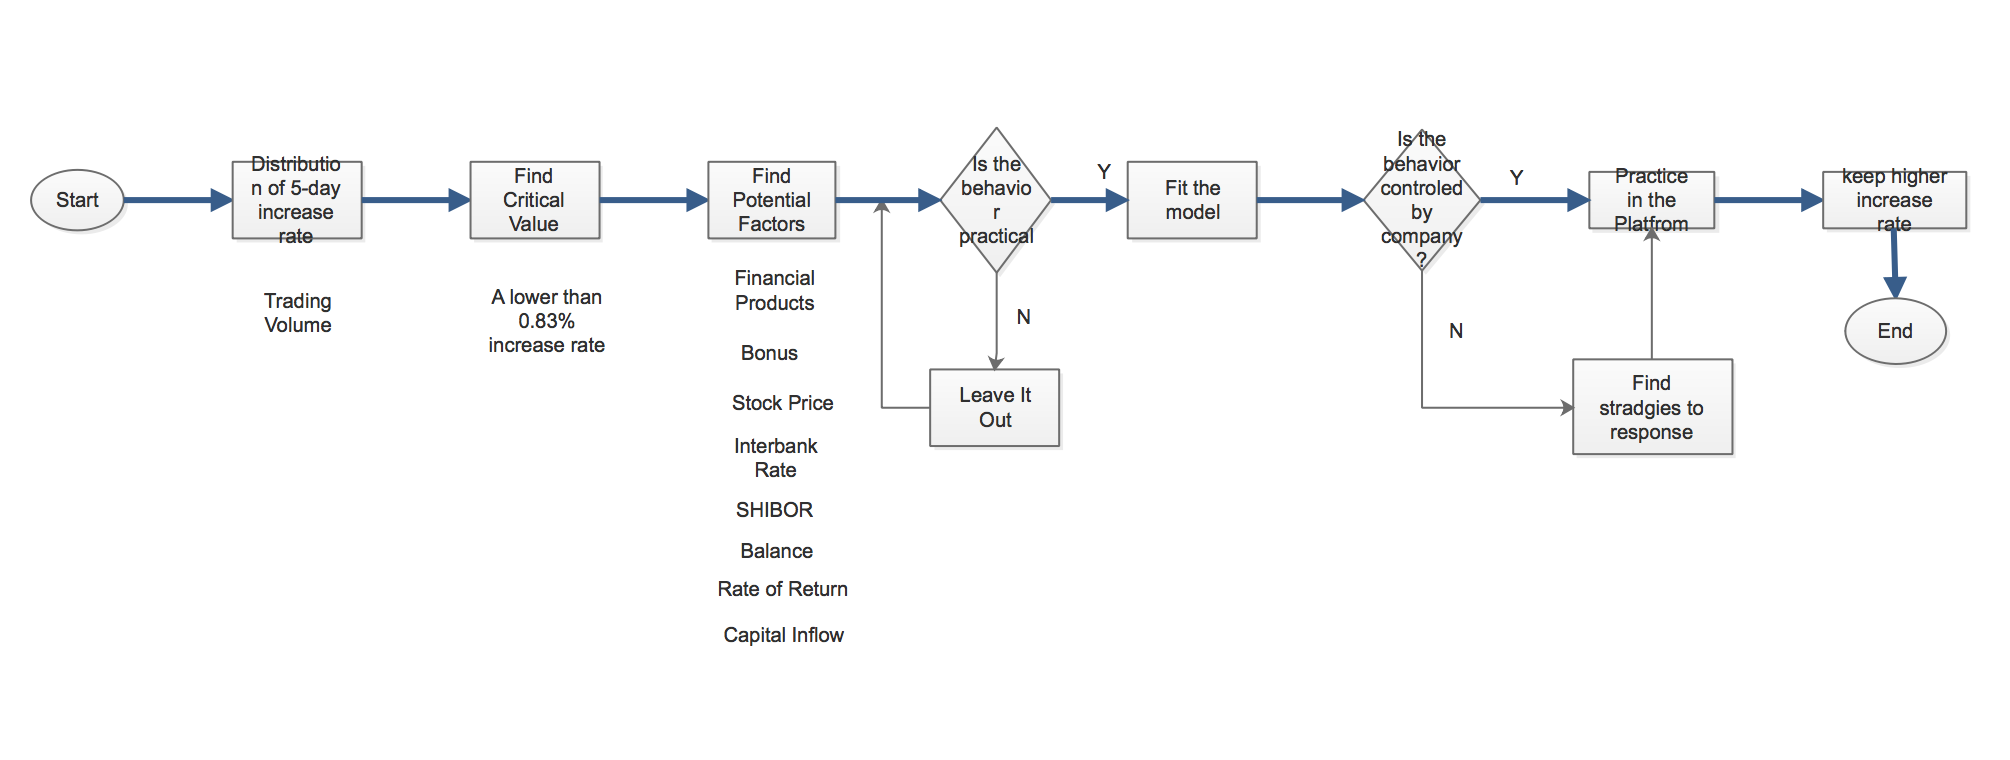 Start
Distributio
n of 5-day
increase
rate
Find
Critical
Value
Find
Potential
Factors
Is the
behavio
r
practical
Y
Fit the
model
Is the
behavior
controled
by
company
?
Y
Practice
in the
Platfrom
keep higher
increase
rate
Trading
Volume
A lower than
0.83%
increase rate
Financial
Products
Bonus
Stock Price
Interbank
Rate
SHIBOR
Balance
Rate of Return
Capital Inflow
N
Leave It
Out
N
Find
stradgies to
response
End